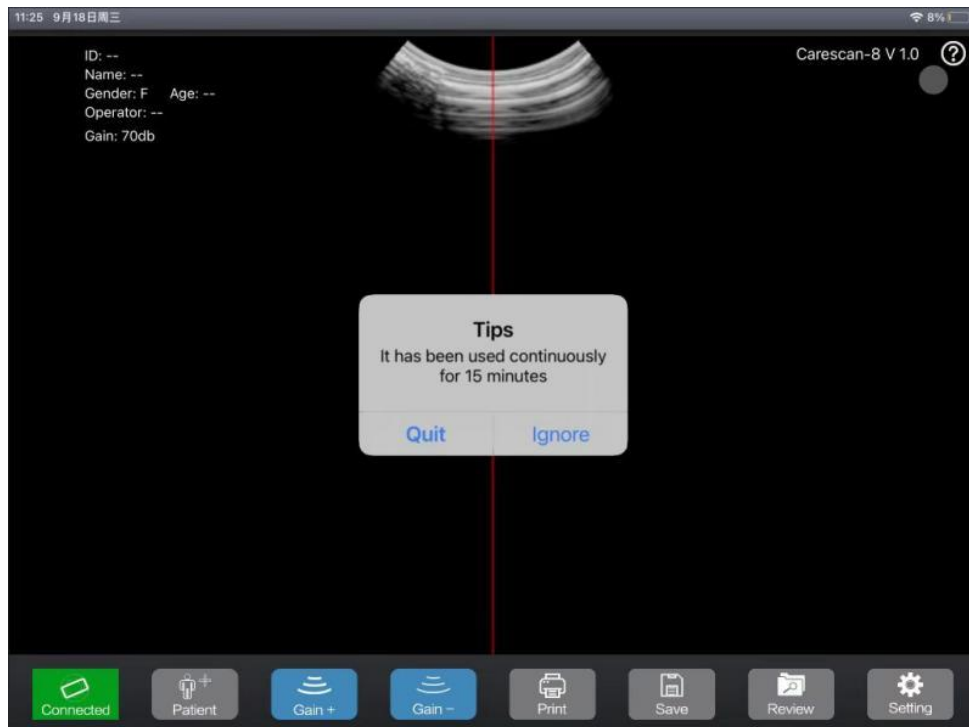 11:25 9月18日周三
8%
ID: --
Name: --
Gender: F Age: --
Operator: --
Gain: 70db
Carescan-8 V 1.0
?
Tips
It has been used continuously
for 15 minutes
Quit
Ignore
Connected
Patient
Gain +
Gain -
Print
Save
Review
Setting